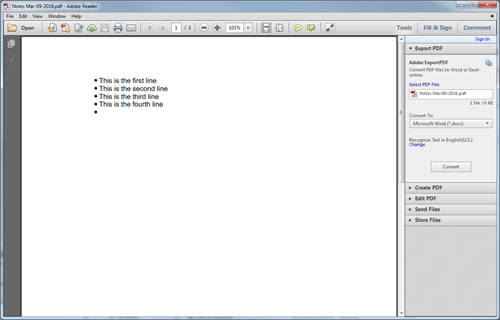 Notes Mar-09-2016.pdf - Adobe Reader
File Edit View Window Help
Open 1 / 1 103% Tools Fill & Sign Comment
Sign In
Export PDF
Adobe ExportPDF
Convert PDF files to Word or Excel online.
Select PDF File:
Notes Mar-09-2016.pdf
1 file / 6 KB
Convert To:
Microsoft Word (*.docx)
Recognize Text in English(U.S.)
Change
Convert
Create PDF
Edit PDF
Send Files
Store Files
• This is the first line
• This is the second line
• This is the third line
• This is the fourth line
•